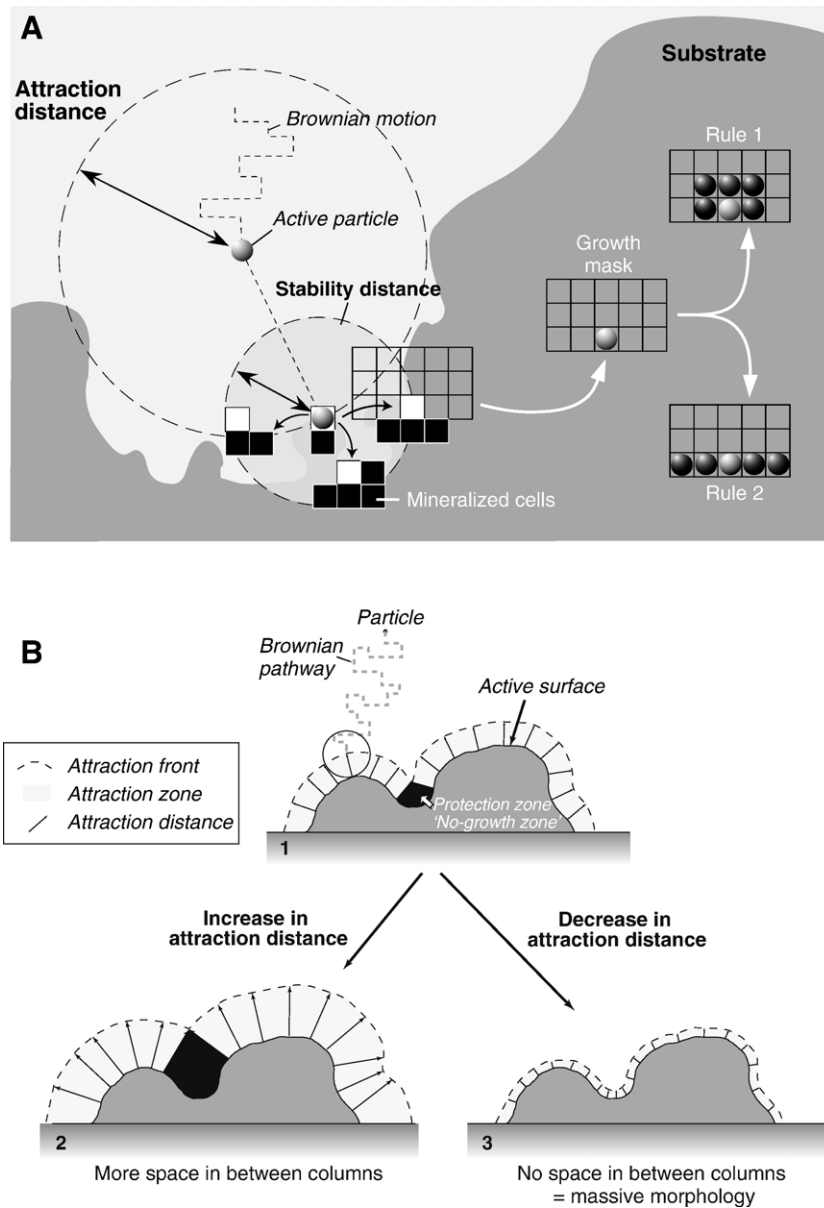 A
Substrate
Attraction
distance
Brownian motion
Rule 1
Active particle
Growth
mask
Stability distance
Rule 2
Mineralized cells
B
Particle
Brownian
pathway
Active surface
Attraction front
Attraction zone
Attraction distance
Protection zone
'No-growth zone'
1
Increase in
attraction distance
Decrease in
attraction distance
2
3
More space in between columns
No space in between columns
= massive morphology